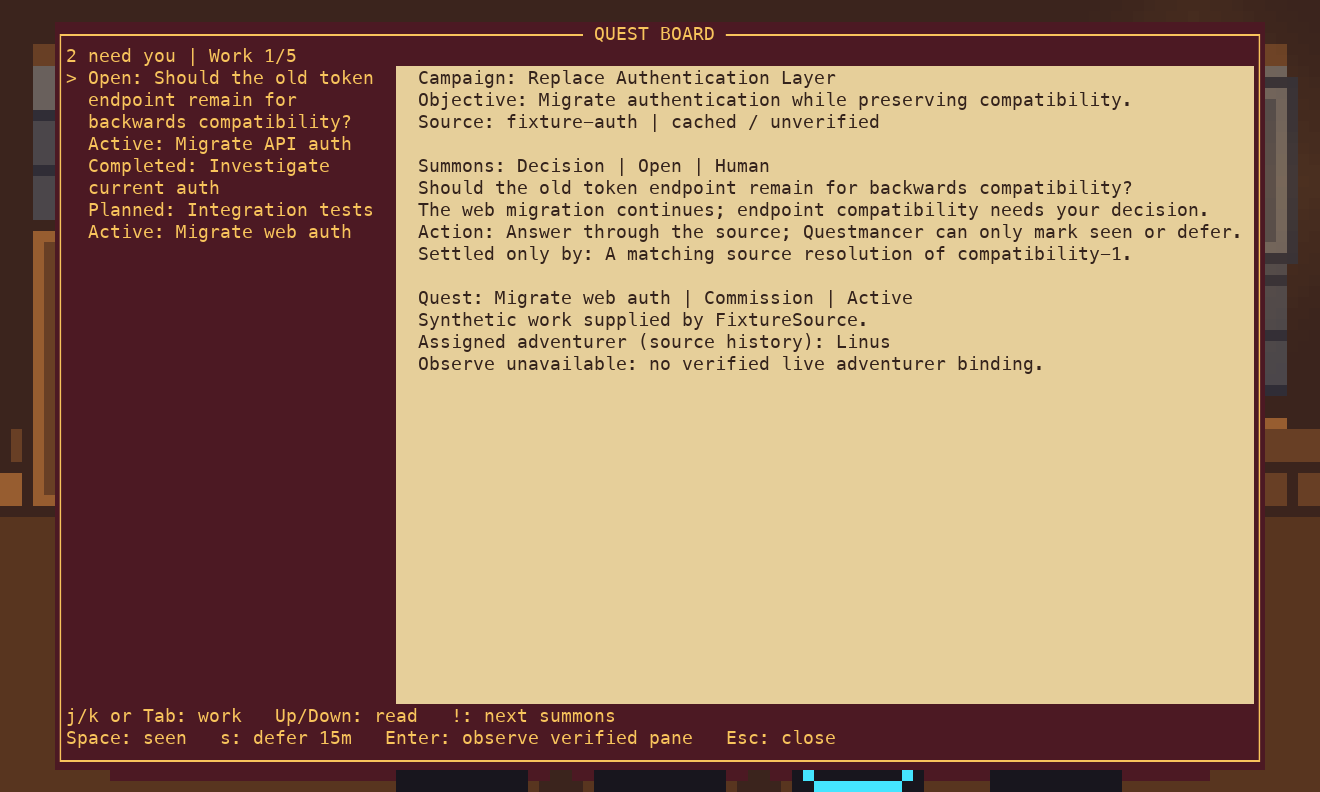 QUEST BOARD
2 need you | Work 1/5
> Open: Should the old token
endpoint remain for
backwards compatibility?
Active: Migrate API auth
Completed: Investigate
current auth
Planned: Integration tests
Active: Migrate web auth
Campaign: Replace Authentication Layer
Objective: Migrate authentication while preserving compatibility.
Source: fixture-auth | cached / unverified
Summons: Decision | Open | Human
Should the old token endpoint remain for backwards compatibility?
The web migration continues; endpoint compatibility needs your decision.
Action: Answer through the source; Questmancer can only mark seen or defer.
Settled only by: A matching source resolution of compatibility-1.
Quest: Migrate web auth | Commission | Active
Synthetic work supplied by FixtureSource.
Assigned adventurer (source history): Linus
Observe unavailable: no verified live adventurer binding.
j/k or Tab: work   Up/Down: read   !: next summons
Space: seen   s: defer 15m   Enter: observe verified pane   Esc: close